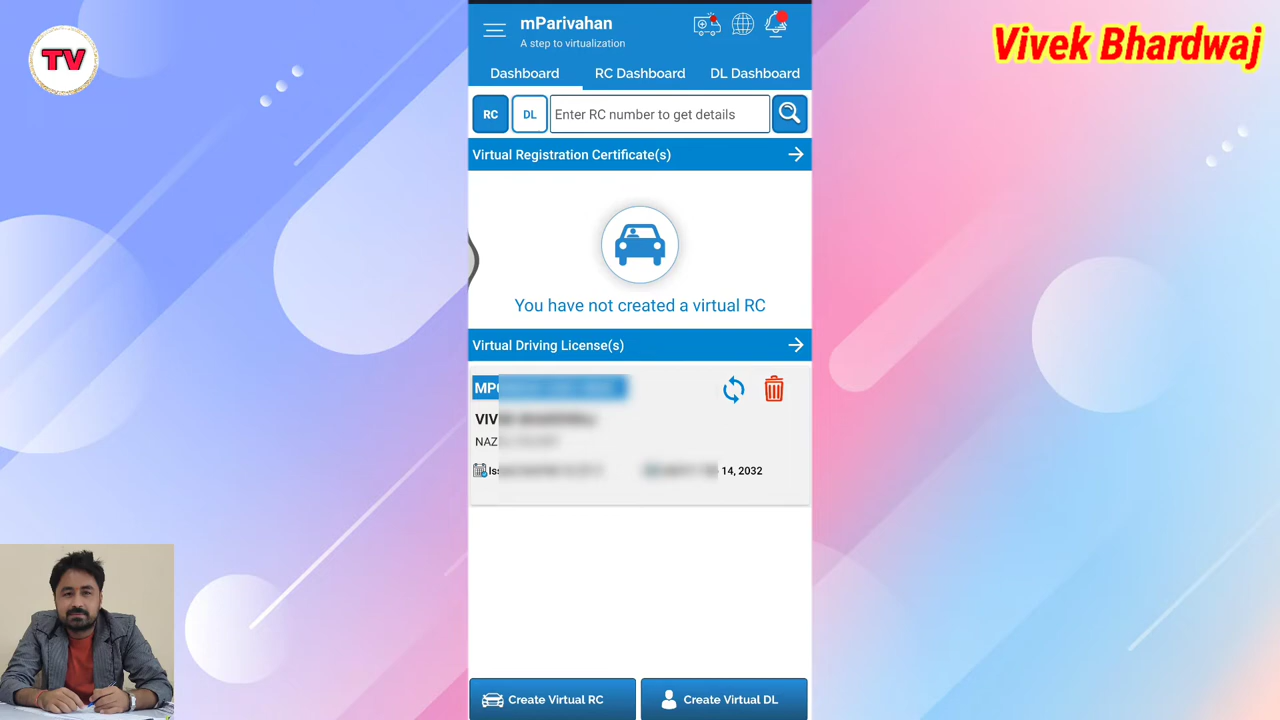 TV
Vivek Bhardwaj
mParivahan
A step to virtualization
Dashboard RC Dashboard DL Dashboard
RC DL Enter RC number to get details
Virtual Registration Certificate(s)
You have not created a virtual RC
Virtual Driving License(s)
MP
VIV
NAZ
Iss 14, 2032
Create Virtual RC Create Virtual DL